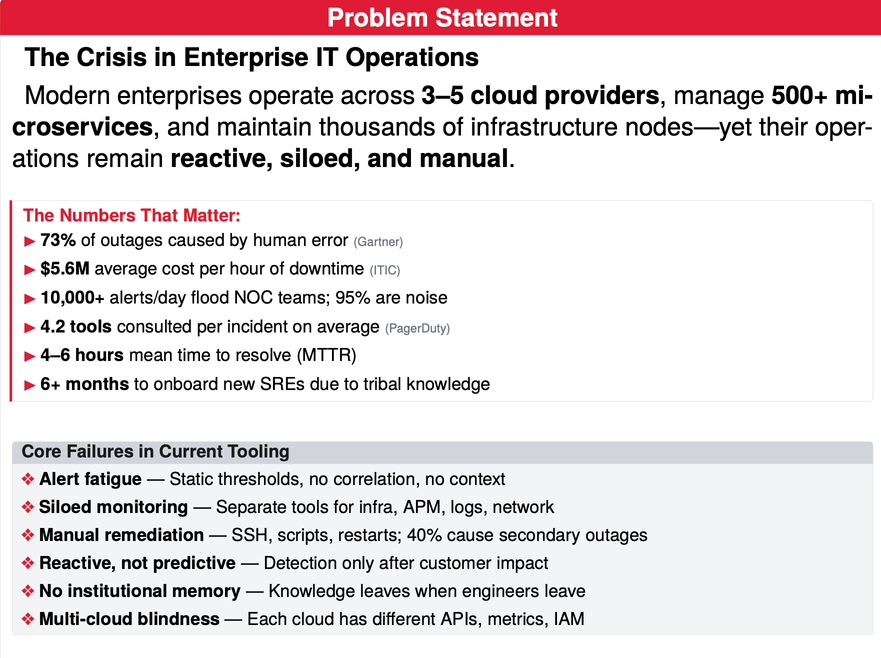 Problem Statement
The Crisis in Enterprise IT Operations
Modern enterprises operate across 3–5 cloud providers, manage 500+ mi-
croservices, and maintain thousands of infrastructure nodes—yet their oper-
ations remain reactive, siloed, and manual.
The Numbers That Matter:
► 73% of outages caused by human error (Gartner)
► $5.6M average cost per hour of downtime (ITIC)
► 10,000+ alerts/day flood NOC teams; 95% are noise
► 4.2 tools consulted per incident on average (PagerDuty)
► 4–6 hours mean time to resolve (MTTR)
► 6+ months to onboard new SREs due to tribal knowledge
Core Failures in Current Tooling
❖ Alert fatigue — Static thresholds, no correlation, no context
❖ Siloed monitoring — Separate tools for infra, APM, logs, network
❖ Manual remediation — SSH, scripts, restarts; 40% cause secondary outages
❖ Reactive, not predictive — Detection only after customer impact
❖ No institutional memory — Knowledge leaves when engineers leave
❖ Multi-cloud blindness — Each cloud has different APIs, metrics, IAM